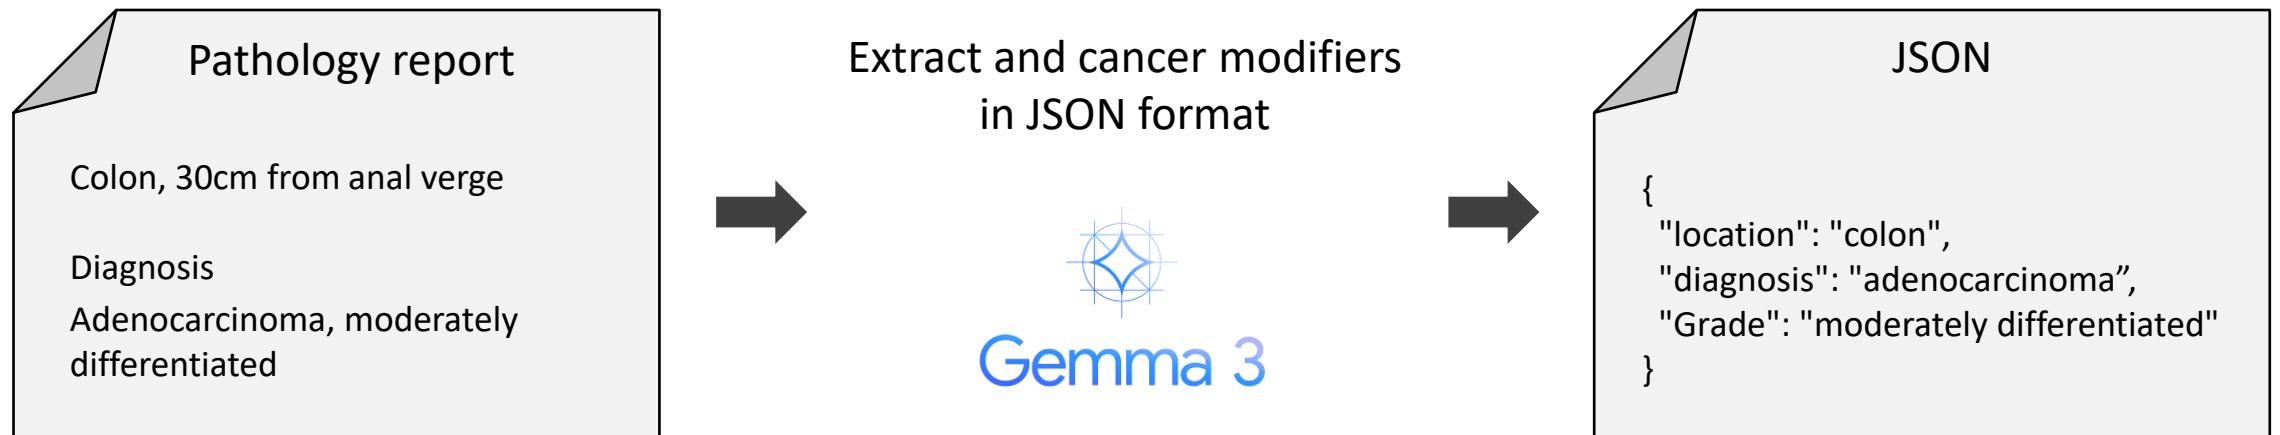 Pathology report
Colon, 30cm from anal verge
Diagnosis
Adenocarcinoma, moderately
differentiated
Extract and cancer modifiers
in JSON format
Gemma 3
JSON
{
"location": "colon",
"diagnosis": "adenocarcinoma”,
"Grade": "moderately differentiated"
}